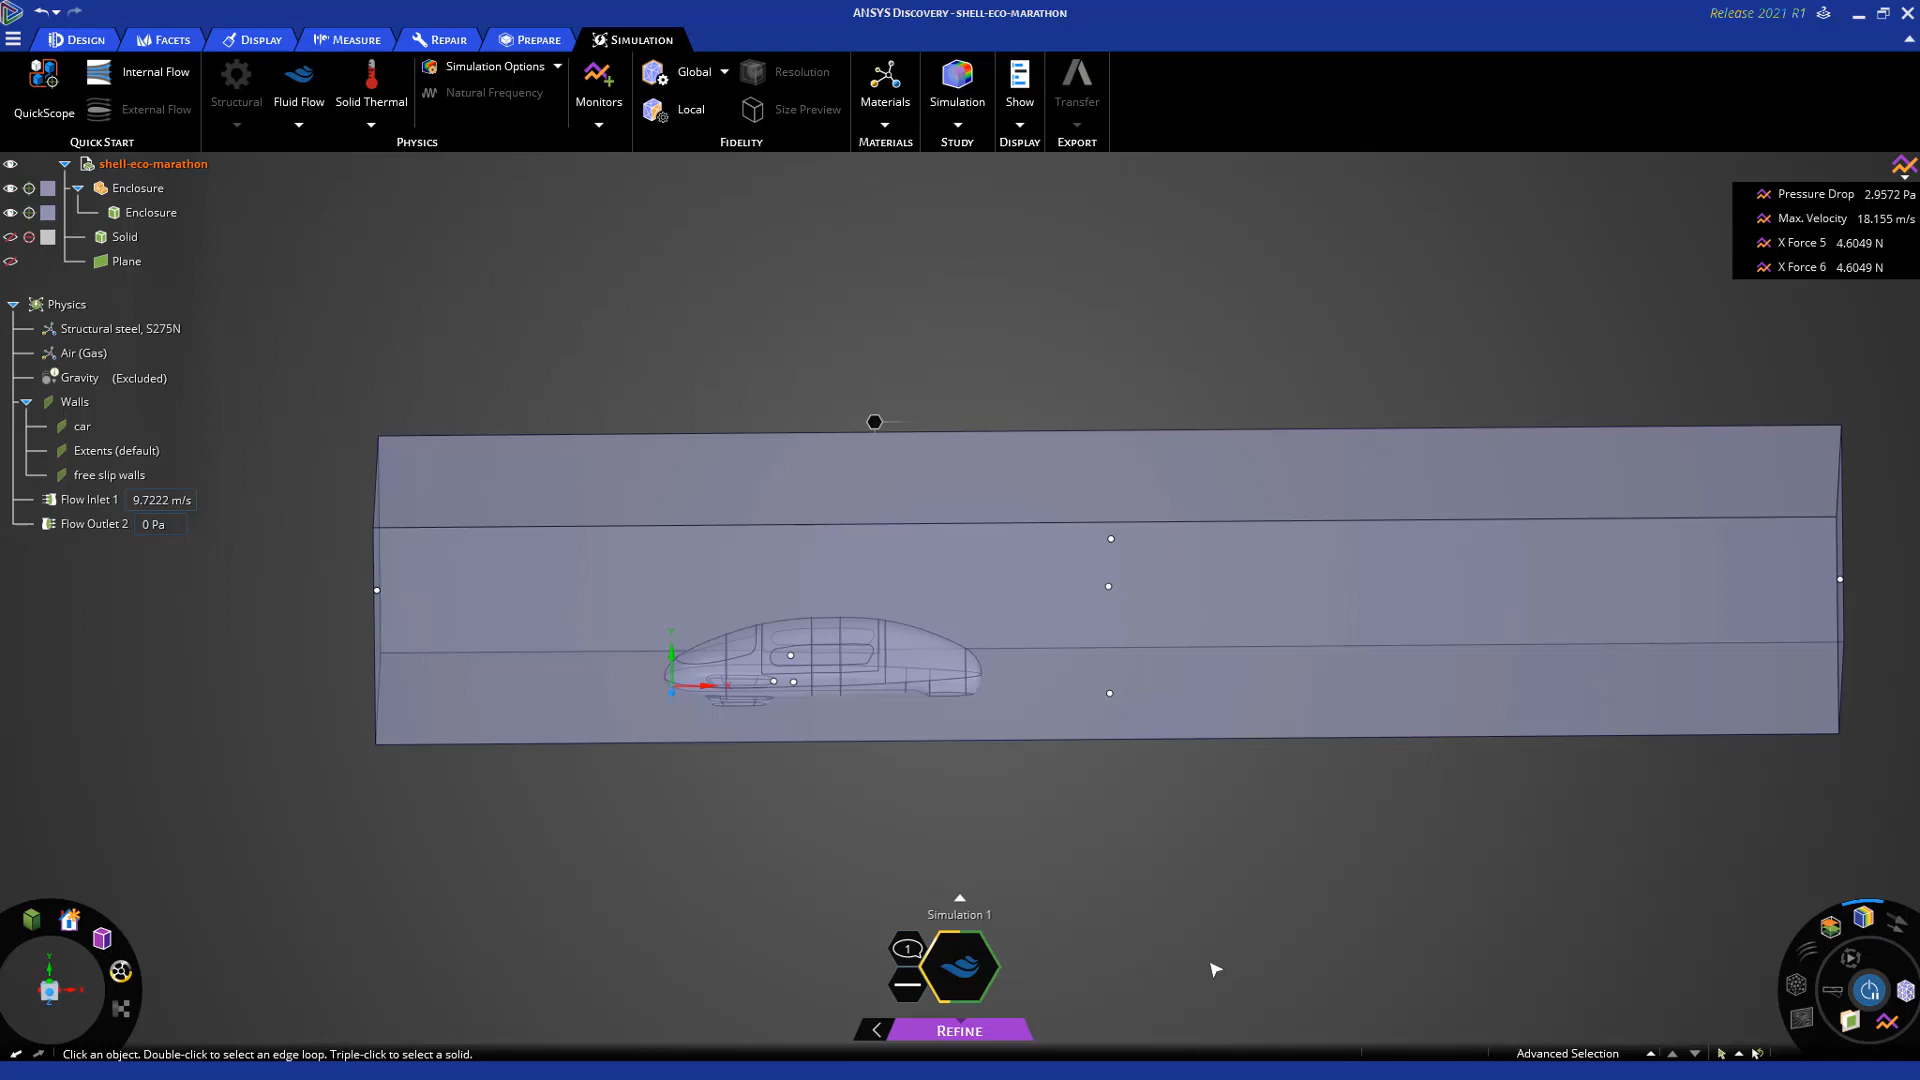 ANSYS Discovery - shell-eco-marathon
Release 2021 R1
Design
Facets
Display
Measure
Repair
Prepare
Simulation
QuickScope
Internal Flow
External Flow
Quick Start
Structural
Fluid Flow
Solid Thermal
Simulation Options
Natural Frequency
Physics
Monitors
Global
Local
Resolution
Size Preview
Fidelity
Materials
Materials
Simulation
Study
Show
Display
Transfer
Export
shell-eco-marathon
Enclosure
Enclosure
Solid
Plane
Physics
Structural steel, S275N
Air (Gas)
Gravity (Excluded)
Walls
car
Extents (default)
free slip walls
Flow Inlet 1 9.7222 m/s
Flow Outlet 2 0 Pa
Pressure Drop 2.9572 Pa
Max. Velocity 18.155 m/s
X Force 5 4.6049 N
X Force 6 4.6049 N
Y
X
Simulation 1
1
Refine
Y
X
Z
Click an object. Double-click to select an edge loop. Triple-click to select a solid.
Advanced Selection